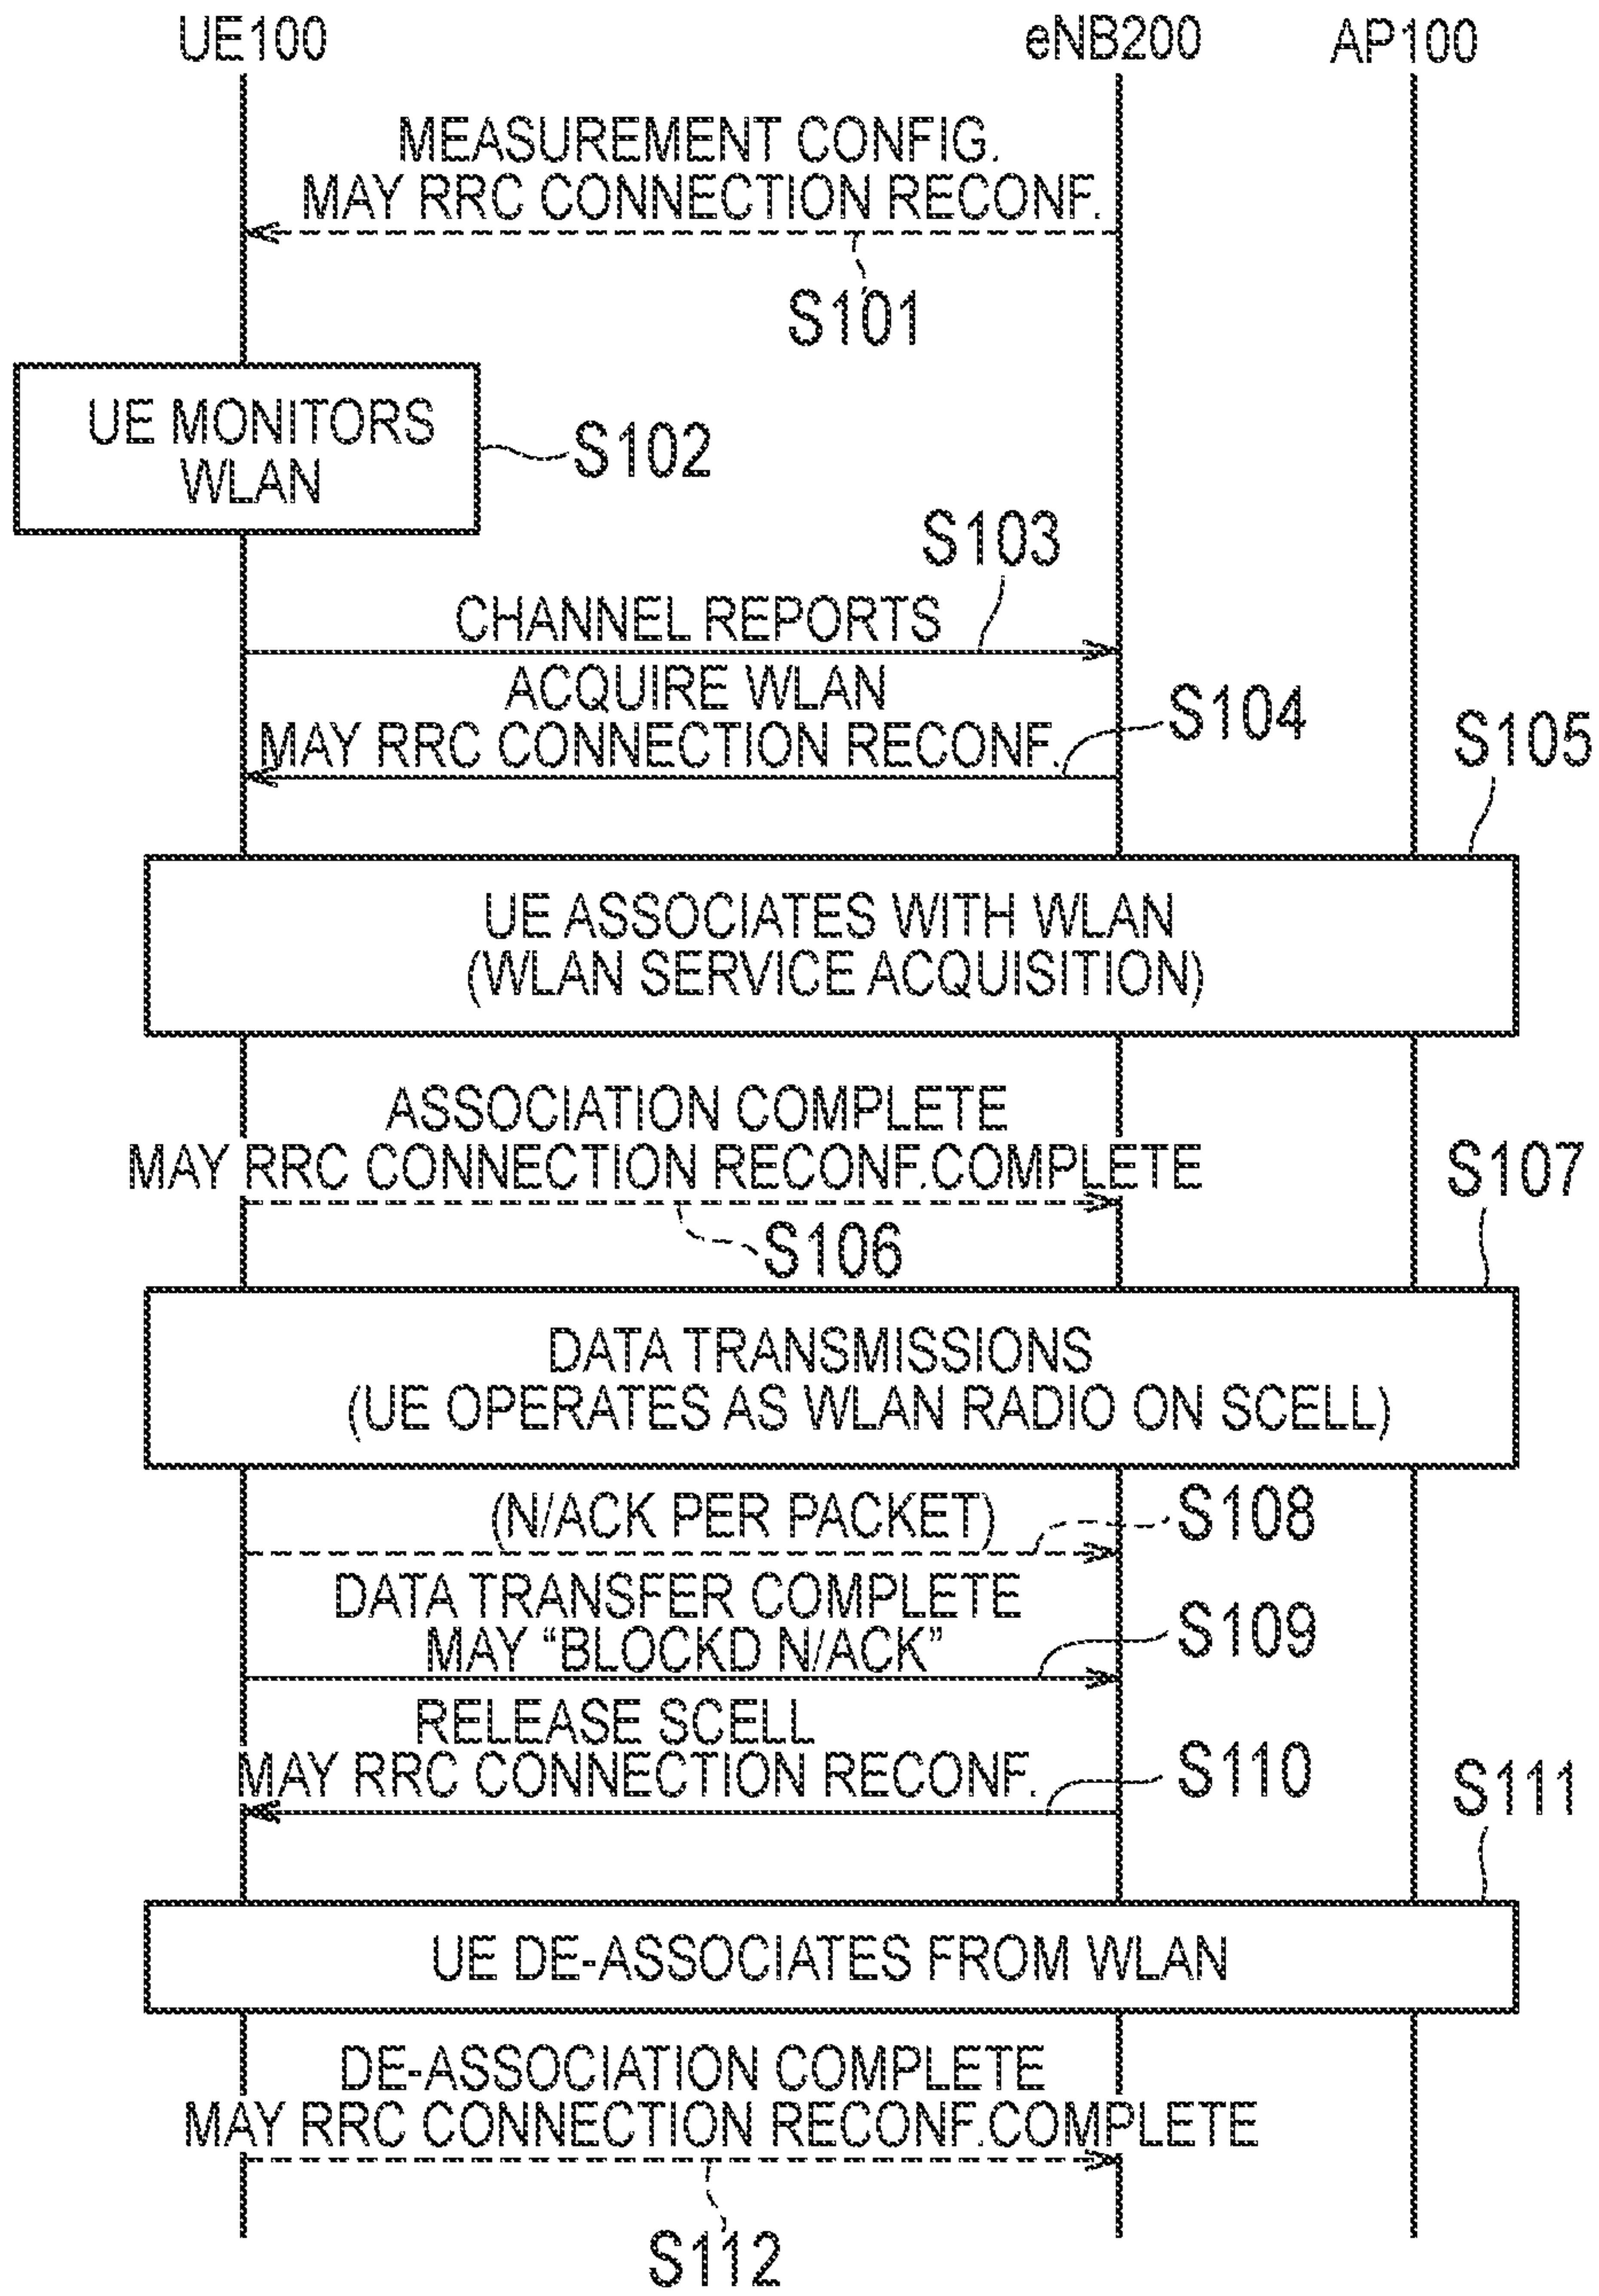 UE100
eNB200
AP100
MEASUREMENT CONFIG.
MAY RRC CONNECTION RECONF.
S101
UE MONITORS
WLAN
S102
S103
CHANNEL REPORTS
ACQUIRE WLAN
MAY RRC CONNECTION RECONF.
S104
S105
UE ASSOCIATES WITH WLAN
(WLAN SERVICE ACQUISITION)
ASSOCIATION COMPLETE
MAY RRC CONNECTION RECONF.COMPLETE
S106
S107
DATA TRANSMISSIONS
(UE OPERATES AS WLAN RADIO ON SCELL)
(N/ACK PER PACKET)
S108
DATA TRANSFER COMPLETE
MAY “BLOCKD N/ACK”
S109
RELEASE SCELL
MAY RRC CONNECTION RECONF.
S110
S111
UE DE-ASSOCIATES FROM WLAN
DE-ASSOCIATION COMPLETE
MAY RRC CONNECTION RECONF.COMPLETE
S112